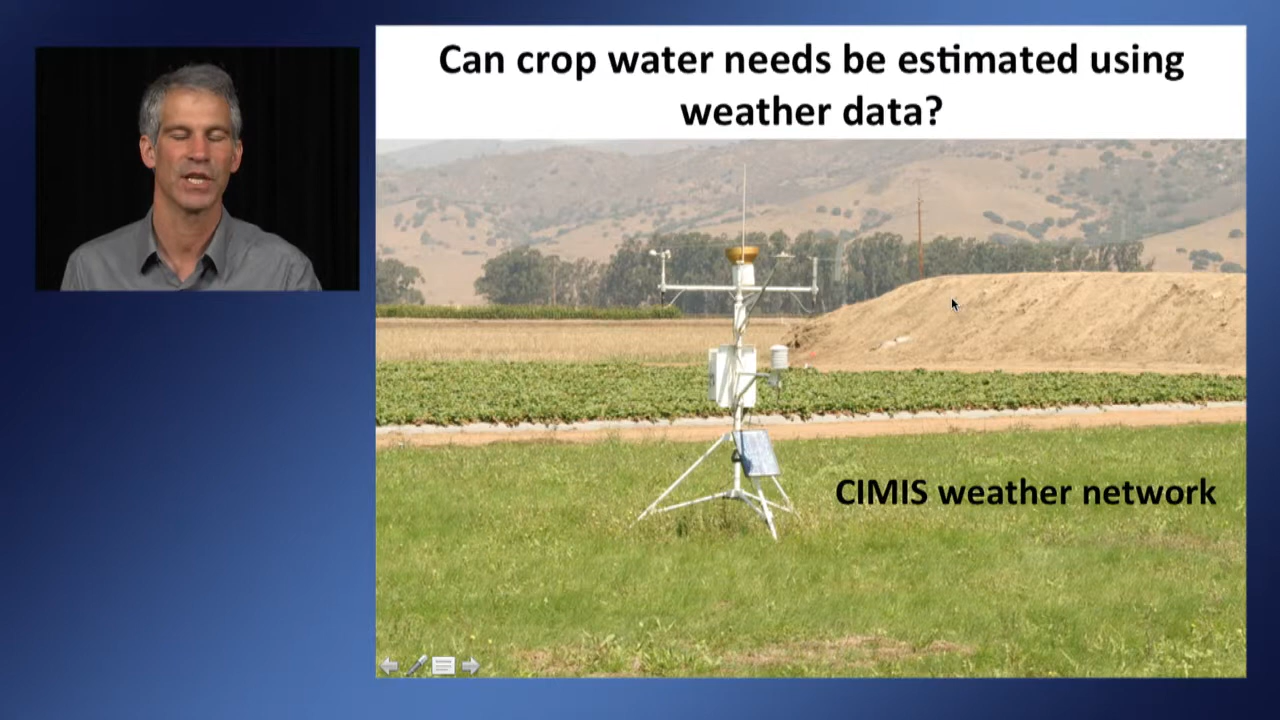 Can crop water needs be estimated using
weather data?
CIMIS weather network